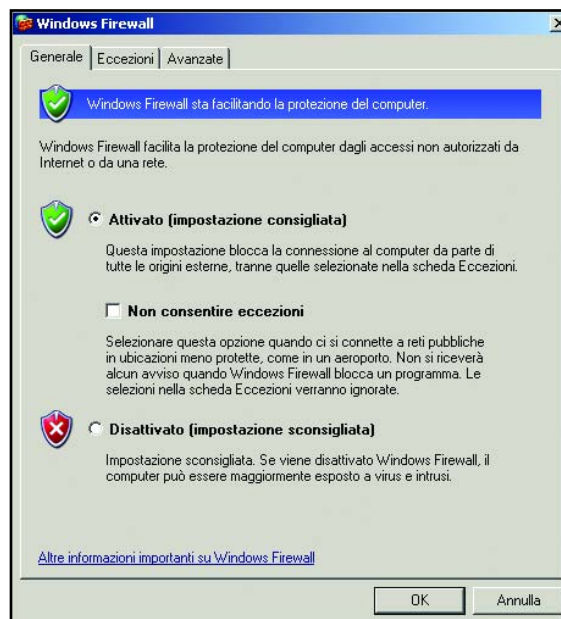 Windows Firewall
Generale
Eccezioni
Avanzate
Windows Firewall sta facilitando la protezione del computer.
Windows Firewall facilita la protezione del computer dagli accessi non autorizzati da
Internet o da una rete.
Attivato (impostazione consigliata)
Questa impostazione blocca la connessione al computer da parte di
tutte le origini esterne, tranne quelle selezionate nella scheda Eccezioni.
Non consentire eccezioni
Selezionare questa opzione quando ci si connette a reti pubbliche
in ubicazioni meno protette, come in un aeroporto. Non si riceverà
alcun avviso quando Windows Firewall blocca un programma. Le
selezioni nella scheda Eccezioni verranno ignorate.
Disattivato (impostazione sconsigliata)
Impostazione sconsigliata. Se viene disattivato Windows Firewall, il
computer può essere maggiormente esposto a virus e intrusi.
Altre informazioni importanti su Windows Firewall
OK
Annulla